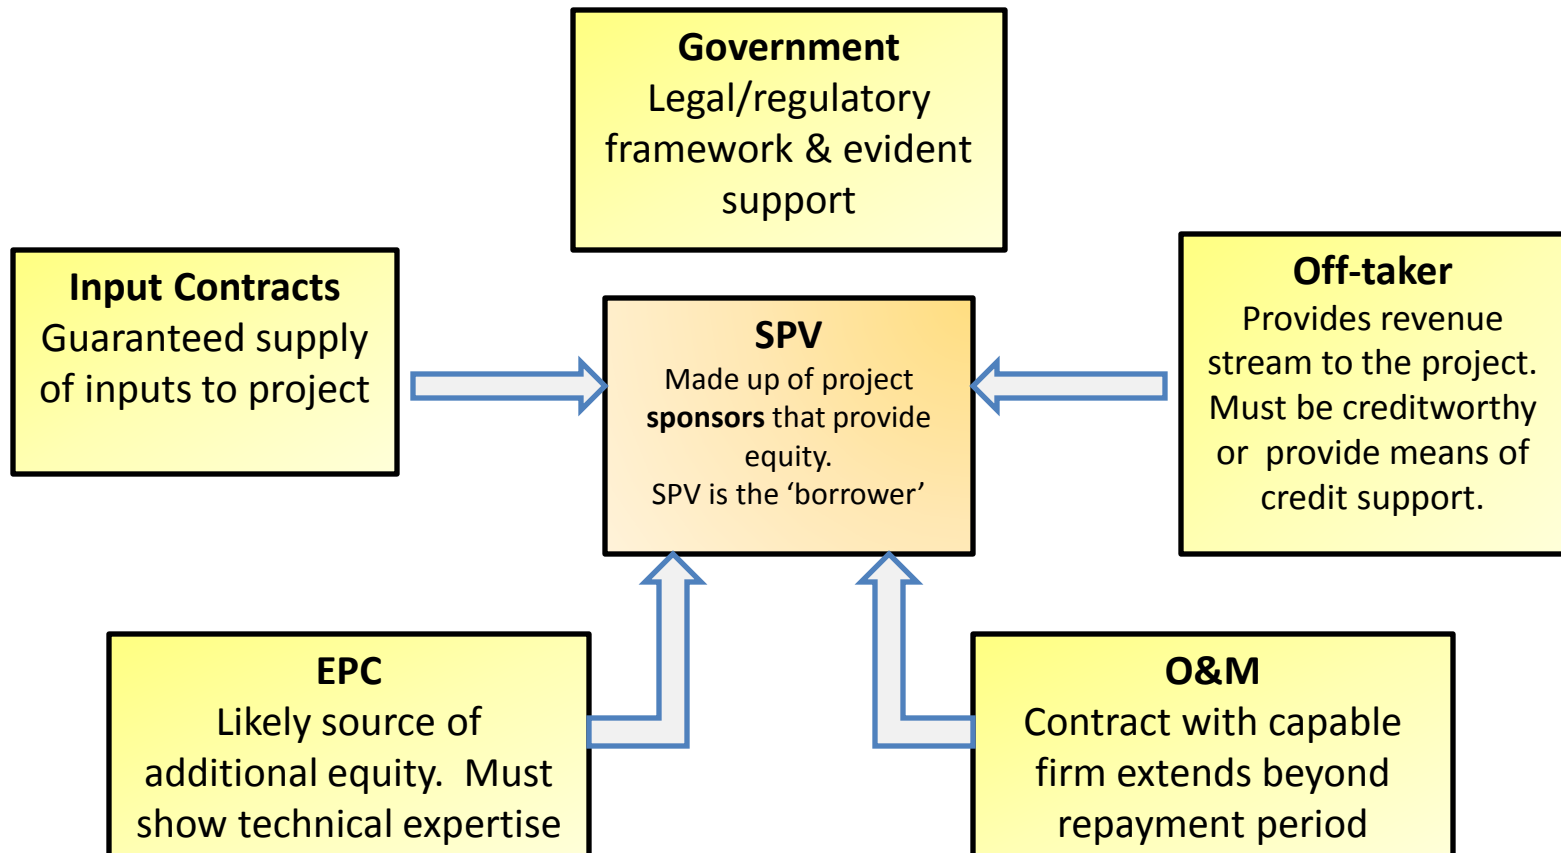 Government
Legal/regulatory
framework & evident
support
Input Contracts
Guaranteed supply
of inputs to project
SPV
Made up of project
sponsors that provide
equity.
SPV is the ‘borrower’
Off-taker
Provides revenue
stream to the project.
Must be creditworthy
or provide means of
credit support.
EPC
Likely source of
additional equity. Must
show technical expertise
O&M
Contract with capable
firm extends beyond
repayment period